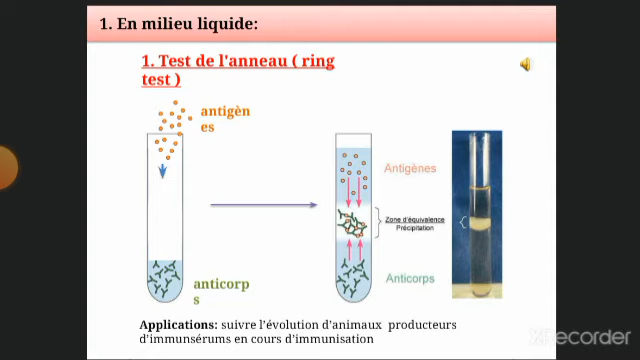 1. En milieu liquide:
1. Test de l'anneau ( ring
test )
antigèn
es
Antigènes
Zone d'équivalence
Précipitation
anticorp
s
Anticorps
Applications: suivre l'évolution d'animaux producteurs
d'immunsérums en cours d'immunisation
XRecorder